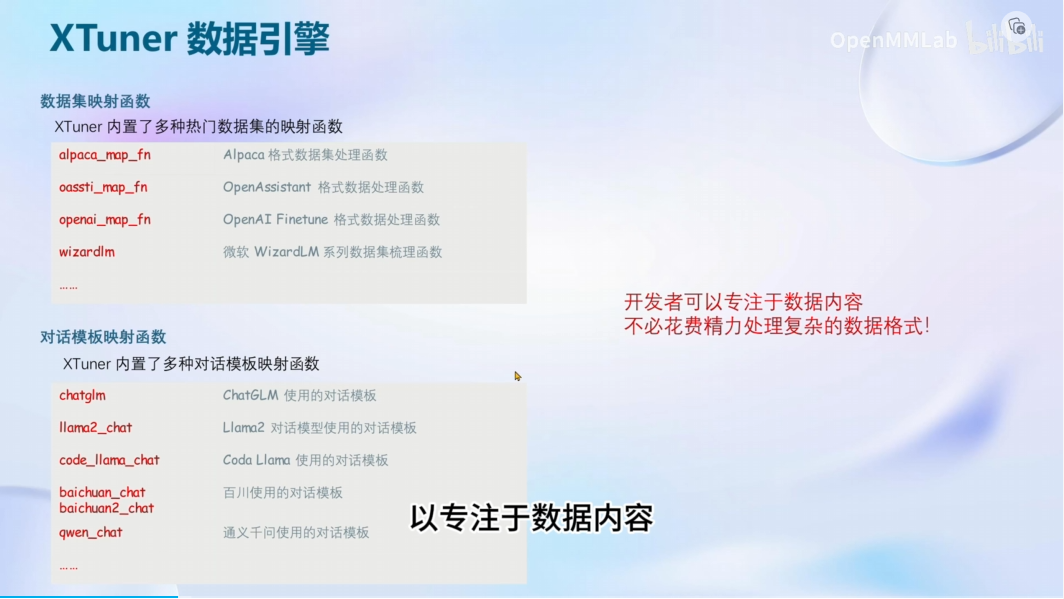 XTuner 数据引擎
OpenMMLab bilibili
数据集映射函数
XTuner 内置了多种热门数据集的映射函数
alpaca_map_fn Alpaca 格式数据集处理函数
oassti_map_fn OpenAssistant 格式数据处理函数
openai_map_fn OpenAI Finetune 格式数据处理函数
wizardlm 微软 WizardLM 系列数据集梳理函数
......
开发者可以专注于数据内容
不必花费精力处理复杂的数据格式!
对话模板映射函数
XTuner 内置了多种对话模板映射函数
chatglm ChatGLM 使用的对话模板
llama2_chat Llama2 对话模型使用的对话模板
code_llama_chat Coda Llama 使用的对话模板
baichuan_chat 百川使用的对话模板
baichuan2_chat
qwen_chat 通义千问使用的对话模板
......
以专注于数据内容